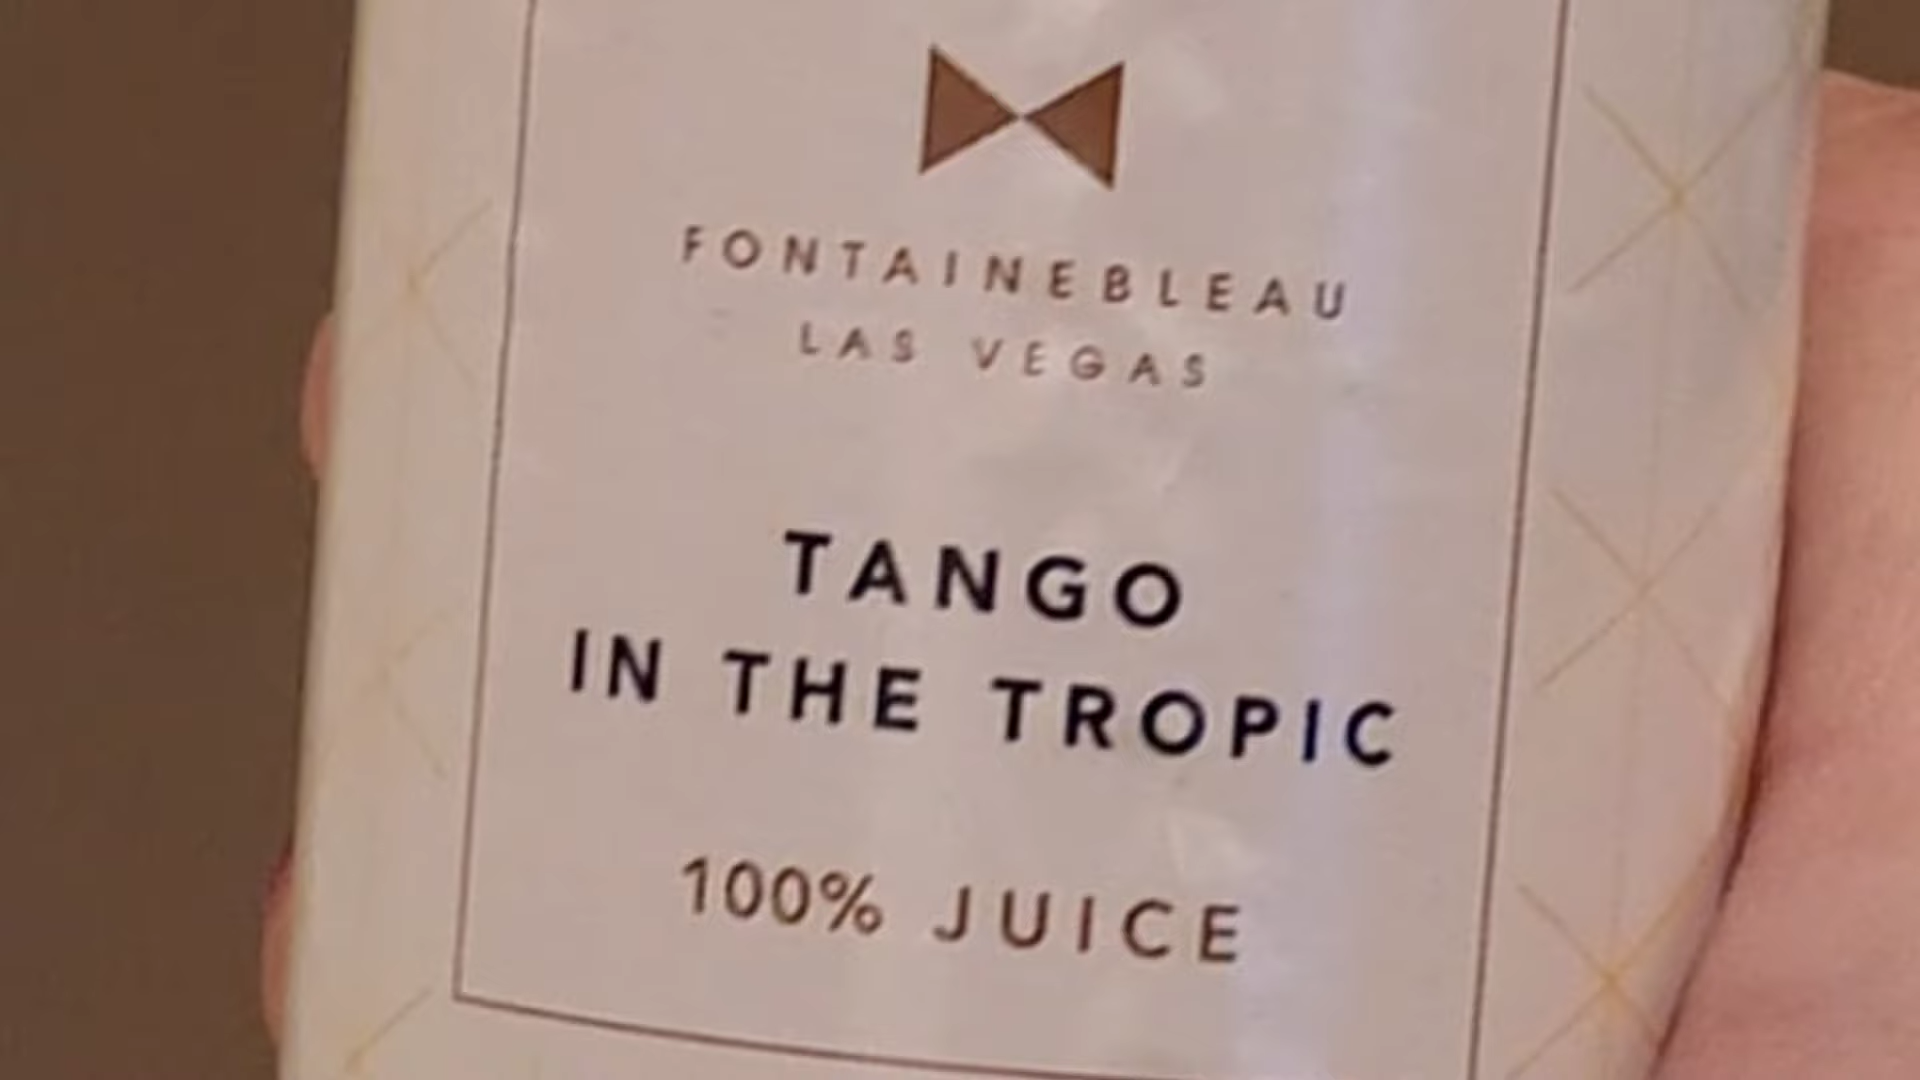 FONTAINEBLEAU
LAS VEGAS
TANGO
IN THE TROPIC
100% JUICE